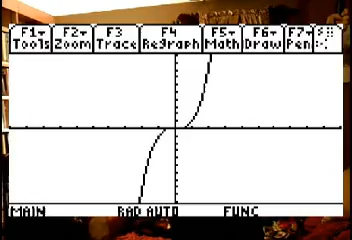 F1▾ F2▾ F3 F4 F5▾ F6▾ F7▾
Tools Zoom Trace ReGraph Math Draw Pen
MAIN RAD AUTO FUNC